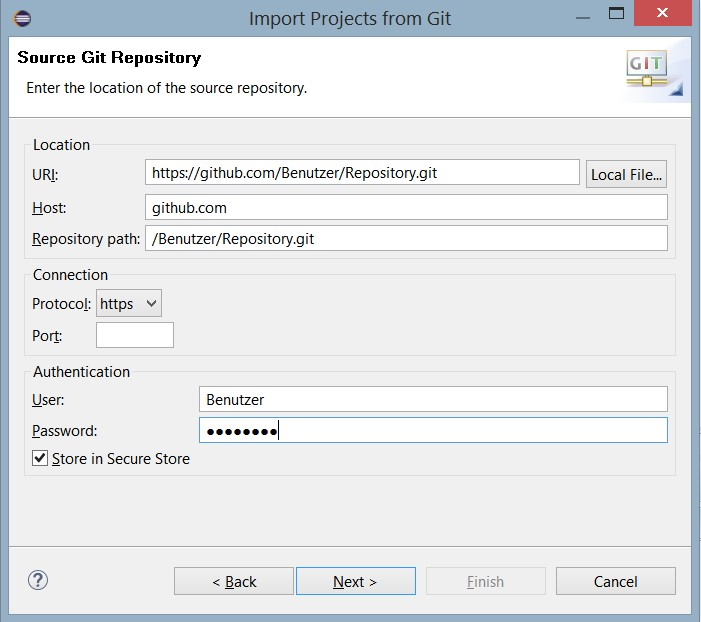 Import Projects from Git
Source Git Repository
Enter the location of the source repository.
GIT
Location
URI: https://github.com/Benutzer/Repository.git Local File...
Host: github.com
Repository path: /Benutzer/Repository.git
Connection
Protocol: https
Port:
Authentication
User: Benutzer
Password: ●●●●●●●●
Store in Secure Store
? < Back Next > Finish Cancel